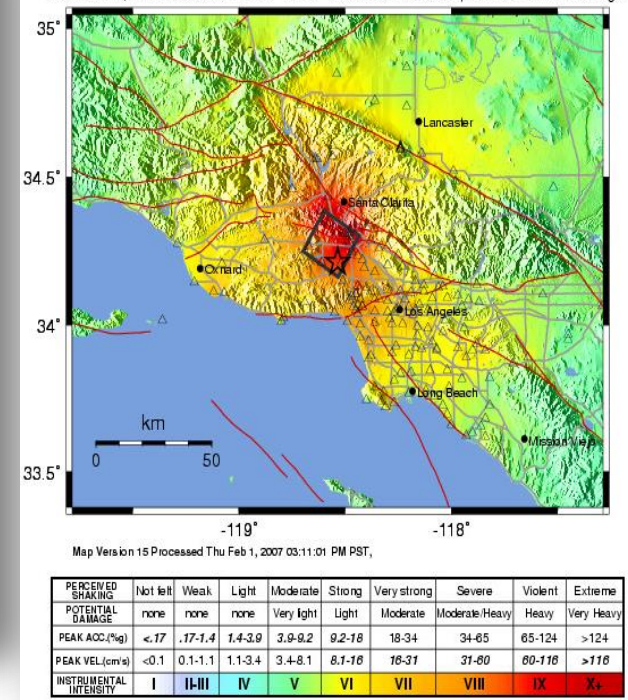 35°
Lancaster
34.5°
Santa Clarita
Oxnard
34°
Los Angeles
Long Beach
km
0 50
Mission Viejo
33.5°
-119° -118°
Map Version 15 Processed Thu Feb 1, 2007 03:11:01 PM PST,
PERCEIVED SHAKING Not felt Weak Light Moderate Strong Very strong Severe Violent Extreme
POTENTIAL DAMAGE none none none Very light Light Moderate Moderate/Heavy Heavy Very Heavy
PEAK ACC.(%g) <.17 .17-1.4 1.4-3.9 3.9-9.2 9.2-18 18-34 34-65 65-124 >124
PEAK VEL.(cm/s) <0.1 0.1-1.1 1.1-3.4 3.4-8.1 8.1-16 16-31 31-60 60-116 >116
INSTRUMENTAL INTENSITY I II-III IV V VI VII VIII IX X+